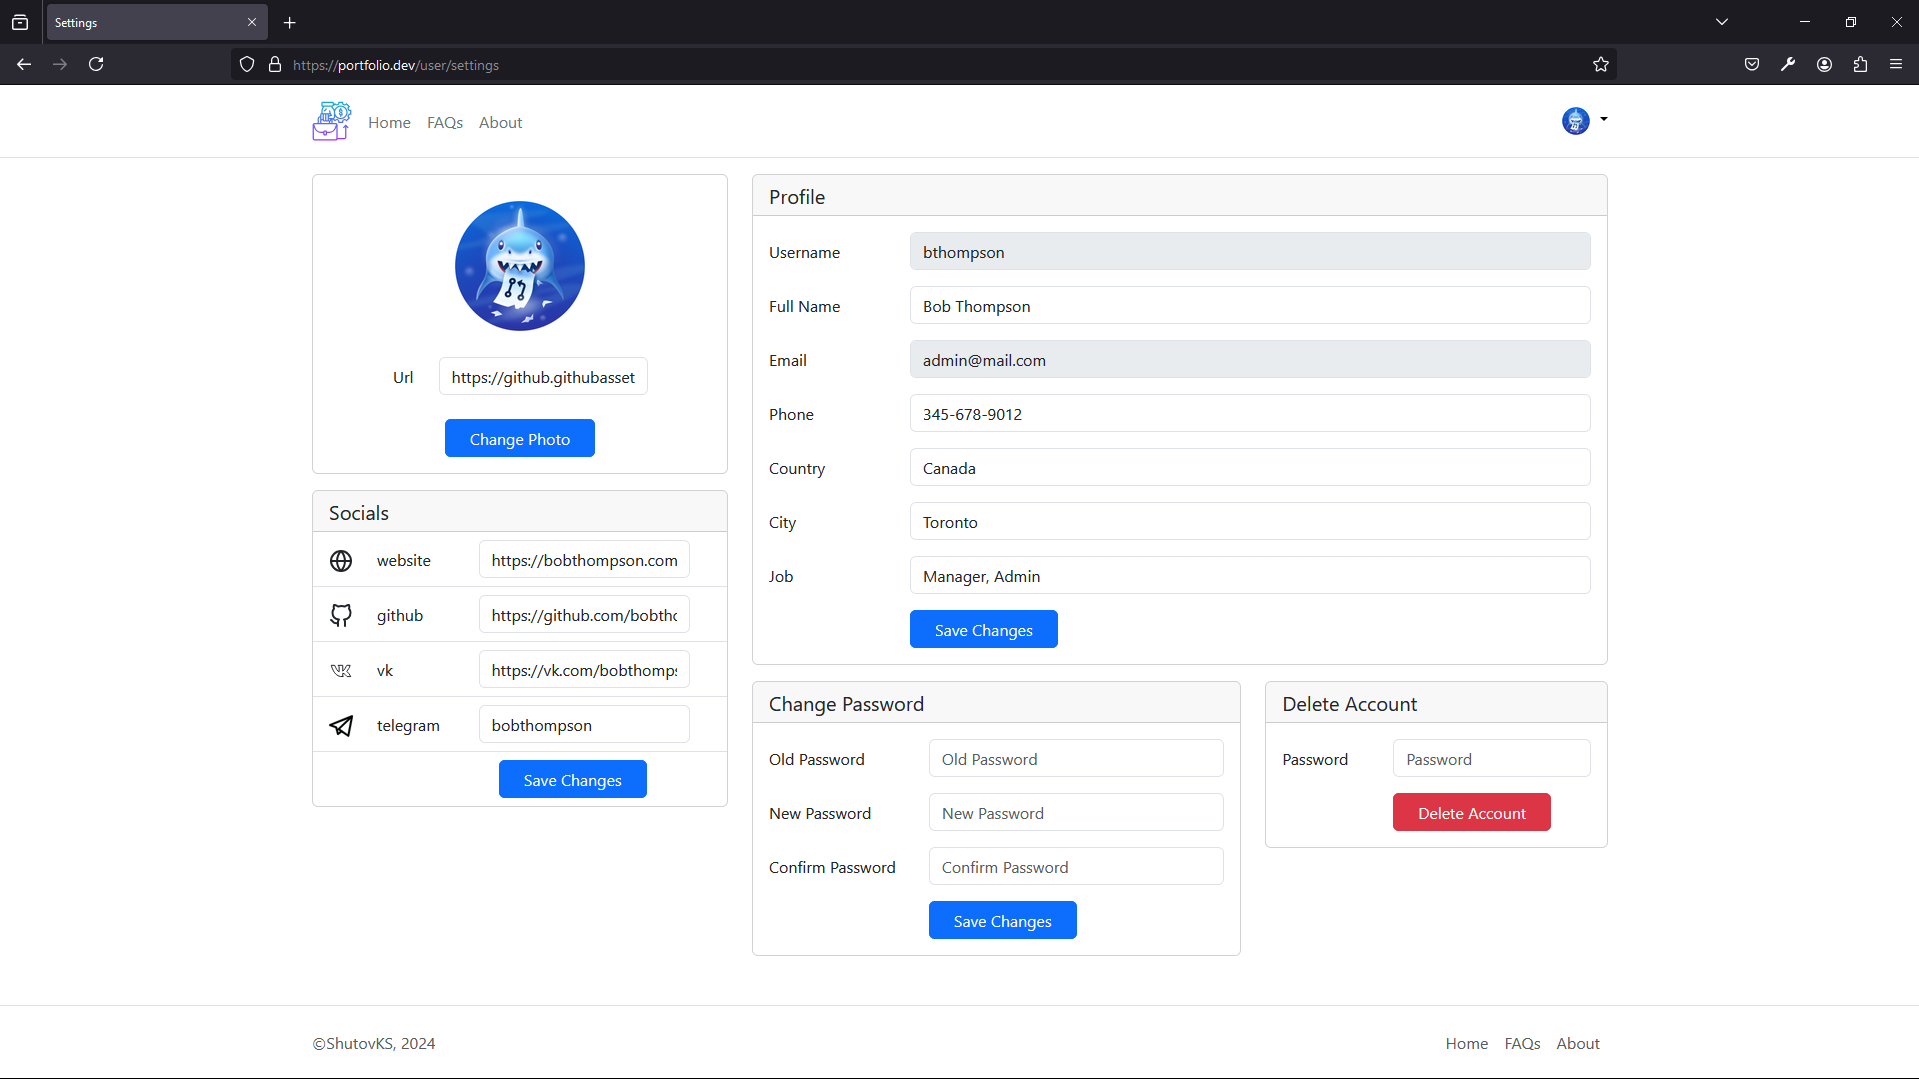 Settings
https://portfolio.dev/user/settings
Home FAQs About
Url https://github.githubasset
Change Photo
Socials
website https://bobthompson.com
github https://github.com/bobtho
vk https://vk.com/bobthomps
telegram bobthompson
Save Changes
Profile
Username bthompson
Full Name Bob Thompson
Email admin@mail.com
Phone 345-678-9012
Country Canada
City Toronto
Job Manager, Admin
Save Changes
Change Password
Old Password Old Password
New Password New Password
Confirm Password Confirm Password
Save Changes
Delete Account
Password Password
Delete Account
©ShutovKS, 2024
Home FAQs About